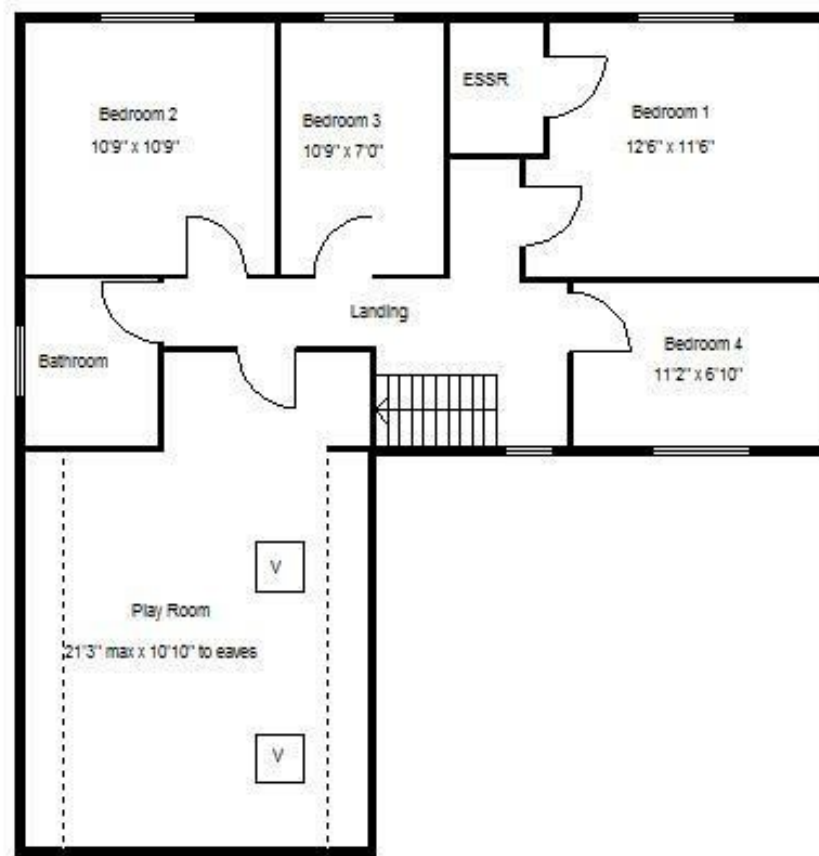 Bedroom 2
10'9" x 10'9"
Bedroom 3
10'9" x 7'0"
ESSR
Bedroom 1
12'6" x 11'6"
Landing
Bathroom
Bedroom 4
11'2" x 6'10"
V
Play Room
21'3" max x 10'10" to eaves
V